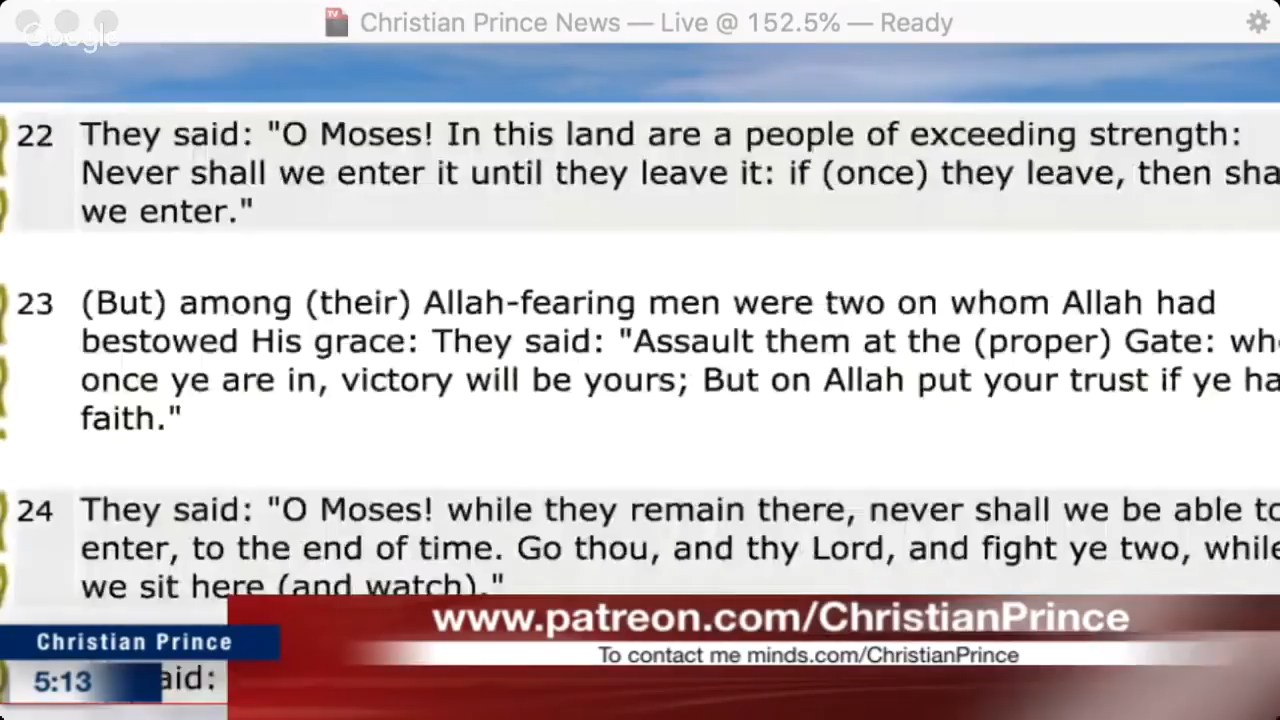 Christian Prince News — Live @ 152.5% — Ready
Google
22 They said: "O Moses! In this land are a people of exceeding strength:
Never shall we enter it until they leave it: if (once) they leave, then sha
we enter."
23 (But) among (their) Allah-fearing men were two on whom Allah had
bestowed His grace: They said: "Assault them at the (proper) Gate: wh
once ye are in, victory will be yours; But on Allah put your trust if ye ha
faith."
24 They said: "O Moses! while they remain there, never shall we be able to
enter, to the end of time. Go thou, and thy Lord, and fight ye two, while
we sit here (and watch)."
www.patreon.com/ChristianPrince
Christian Prince
To contact me minds.com/ChristianPrince
5:13
aid: